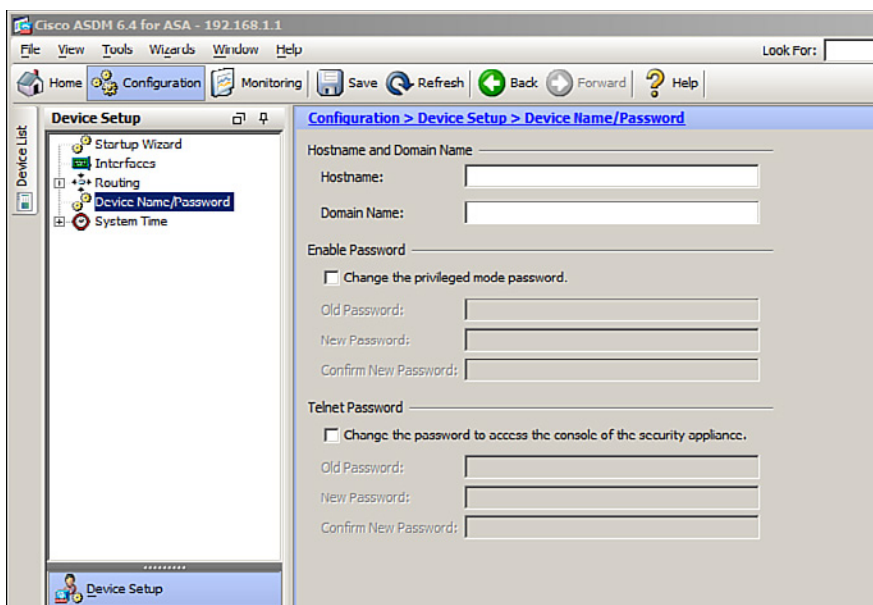 Cisco ASDM 6.4 for ASA - 192.168.1.1
File View Tools Wizards Window Help Look For:
Home Configuration Monitoring Save Refresh Back Forward Help
Device List
Device Setup
Startup Wizard
Interfaces
Routing
Device Name/Password
System Time
Device Setup
Configuration > Device Setup > Device Name/Password
Hostname and Domain Name
Hostname:
Domain Name:
Enable Password
Change the privileged mode password.
Old Password:
New Password:
Confirm New Password:
Telnet Password
Change the password to access the console of the security appliance.
Old Password:
New Password:
Confirm New Password: